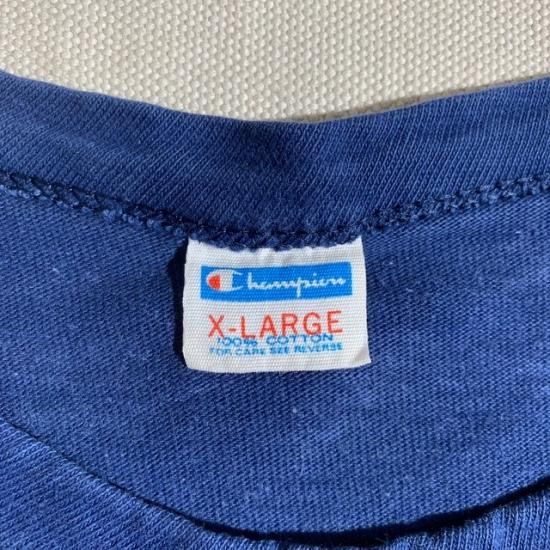 Champion
X-LARGE
100% COTTON
FOR CARE SEE REVERSE